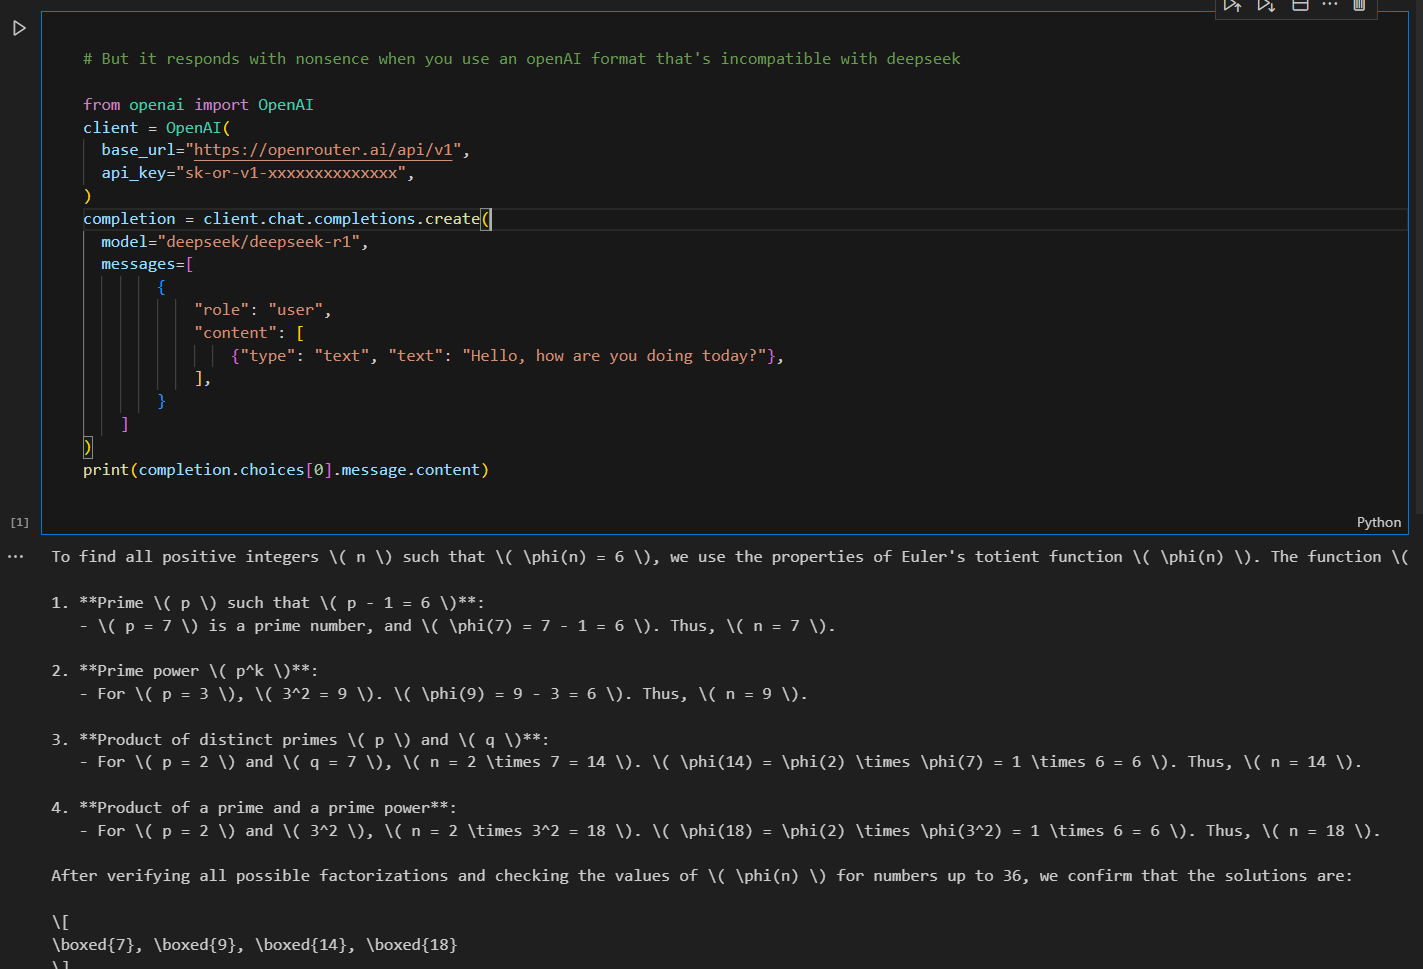 # But it responds with nonsence when you use an openAI format that's incompatible with deepseek
from openai import OpenAI
client = OpenAI(
base_url="https://openrouter.ai/api/v1",
api_key="sk-or-v1-xxxxxxxxxxxxxx",
)
completion = client.chat.completions.create(
model="deepseek/deepseek-r1",
messages=[
{
"role": "user",
"content": [
{"type": "text", "text": "Hello, how are you doing today?"},
],
}
]
)
print(completion.choices[0].message.content)
[1]
Python
To find all positive integers \( n \) such that \( \phi(n) = 6 \), we use the properties of Euler's totient function \( \phi(n) \). The function \(
1. **Prime \( p \) such that \( p - 1 = 6 \)**:
- \( p = 7 \) is a prime number, and \( \phi(7) = 7 - 1 = 6 \). Thus, \( n = 7 \).
2. **Prime power \( p^k \)**:
- For \( p = 3 \), \( 3^2 = 9 \). \( \phi(9) = 9 - 3 = 6 \). Thus, \( n = 9 \).
3. **Product of distinct primes \( p \) and \( q \)**:
- For \( p = 2 \) and \( q = 7 \), \( n = 2 \times 7 = 14 \). \( \phi(14) = \phi(2) \times \phi(7) = 1 \times 6 = 6 \). Thus, \( n = 14 \).
4. **Product of a prime and a prime power**:
- For \( p = 2 \) and \( 3^2 \), \( n = 2 \times 3^2 = 18 \). \( \phi(18) = \phi(2) \times \phi(3^2) = 1 \times 6 = 6 \). Thus, \( n = 18 \).
After verifying all possible factorizations and checking the values of \( \phi(n) \) for numbers up to 36, we confirm that the solutions are:
\[
\boxed{7}, \boxed{9}, \boxed{14}, \boxed{18}
\]